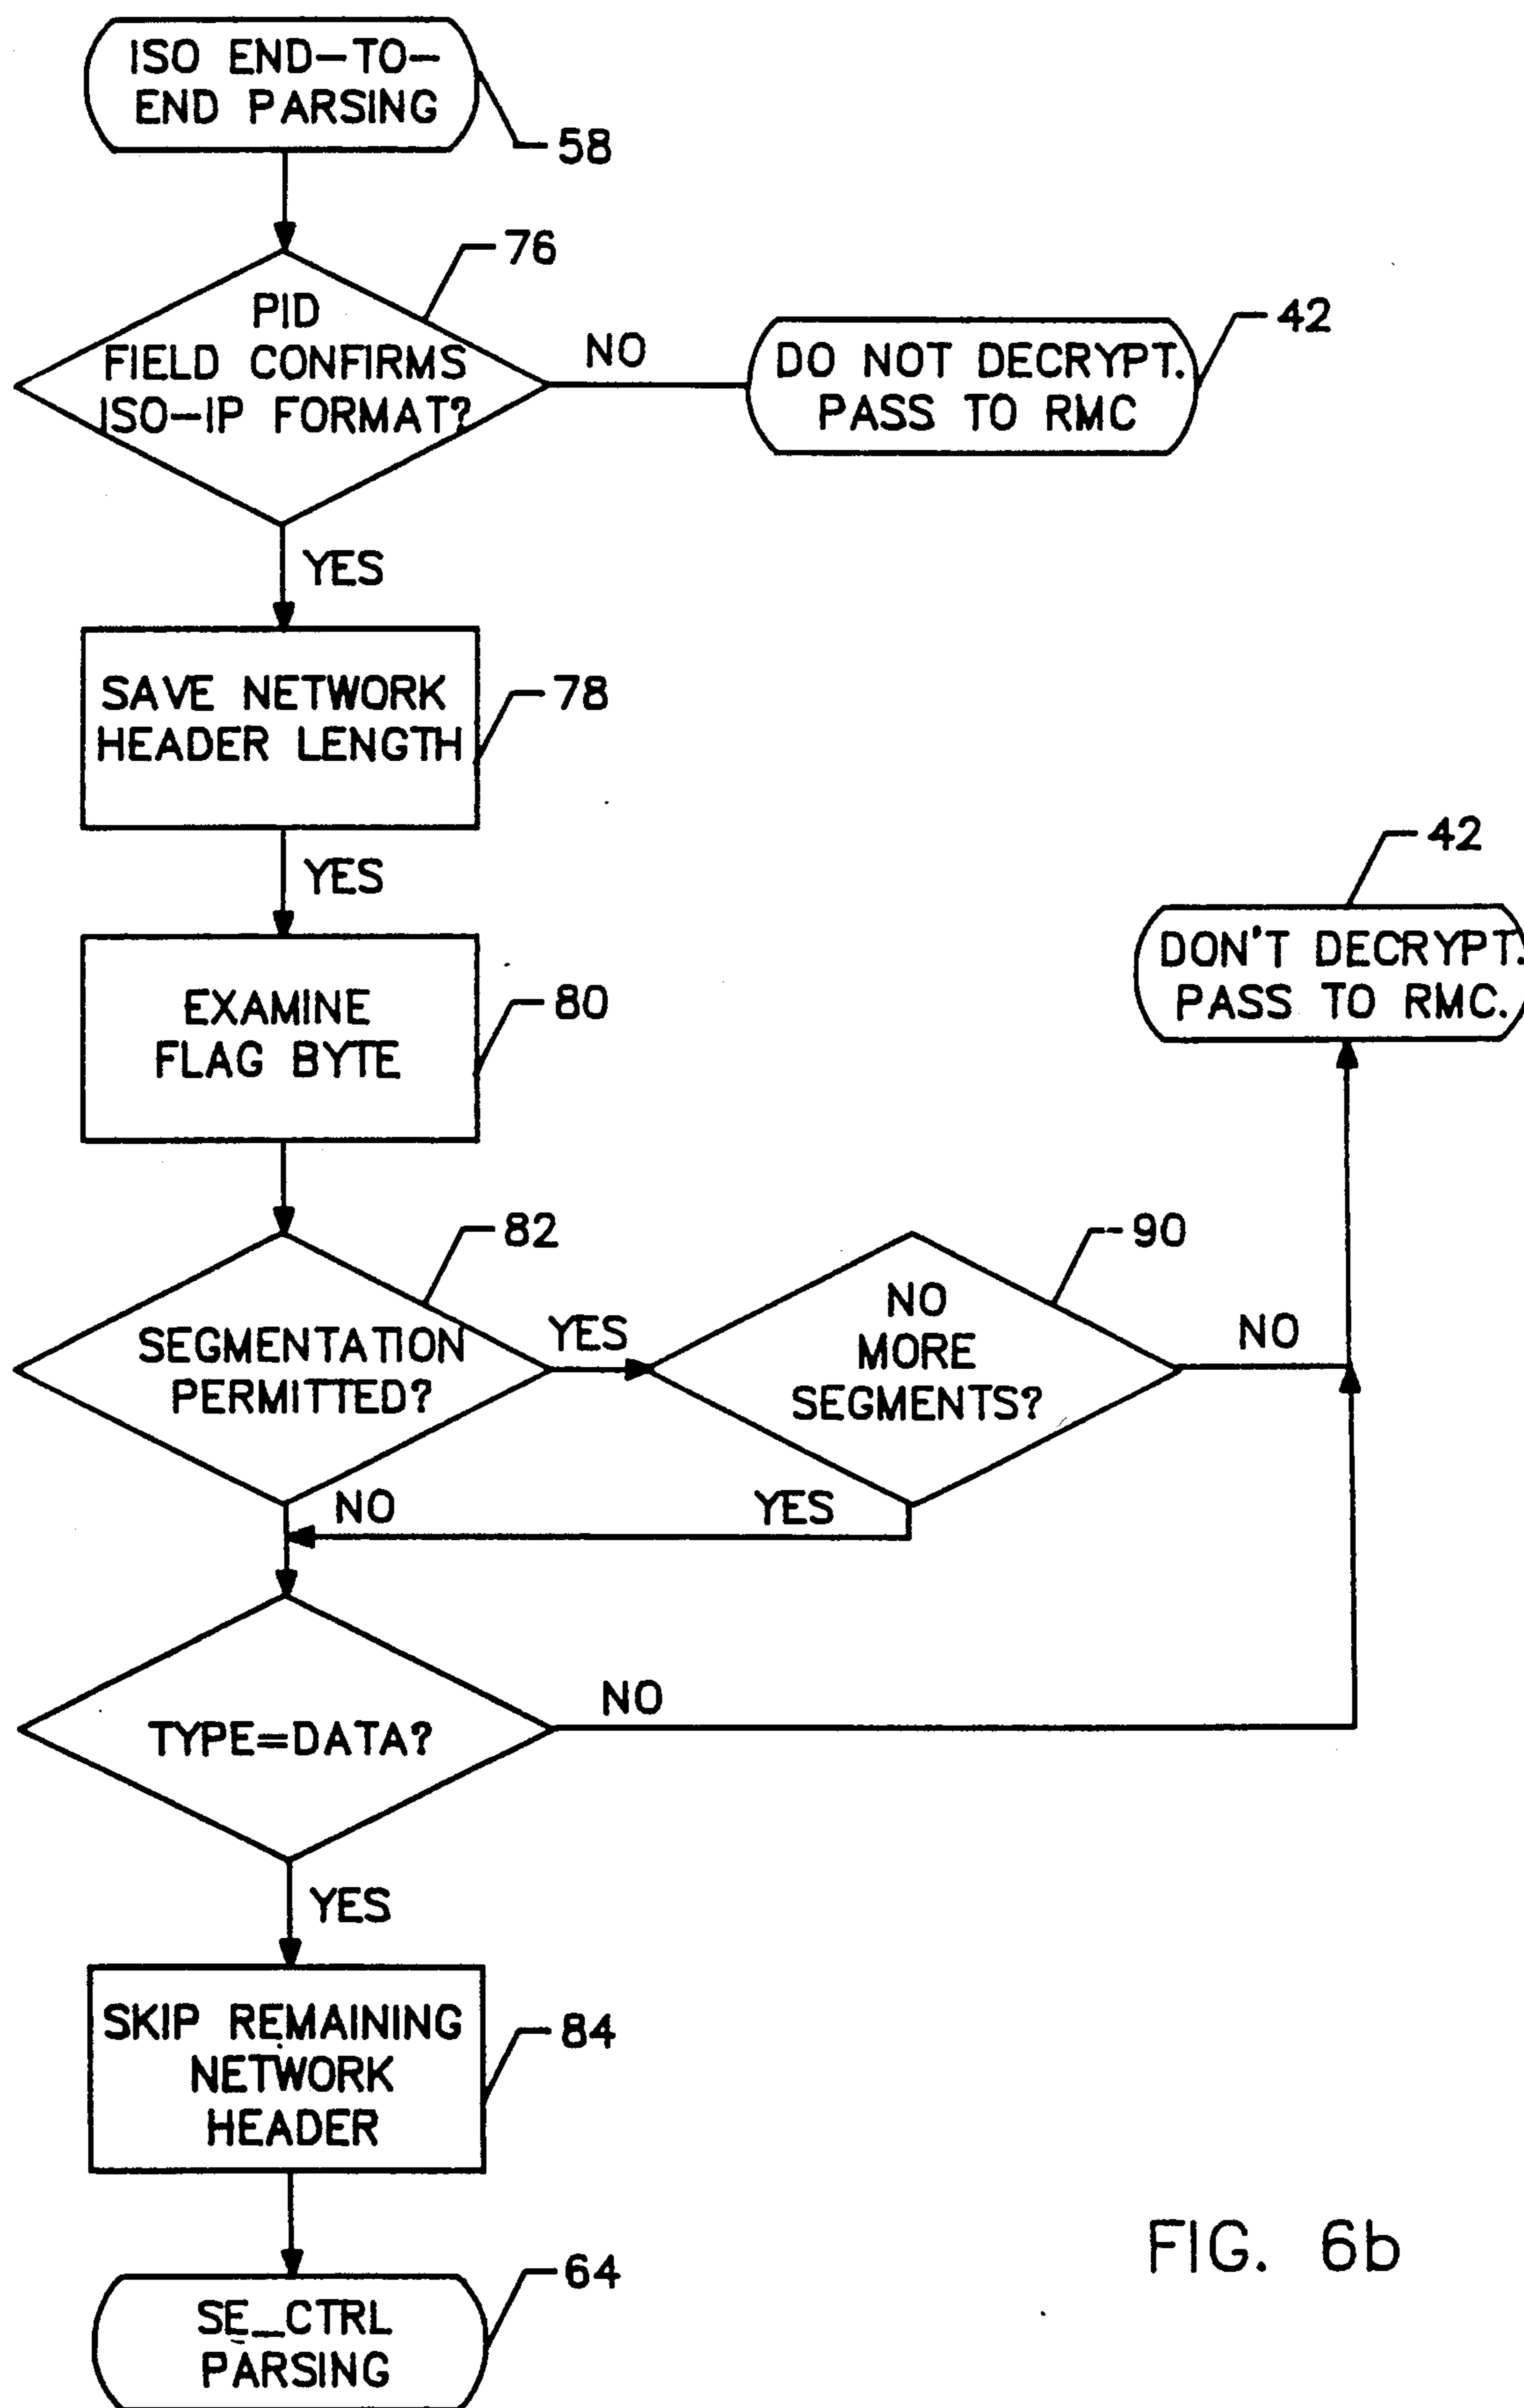 ISO END-TO-
END PARSING
58
76
PID
FIELD CONFIRMS
ISO-IP FORMAT?
NO
42
DO NOT DECRYPT.
PASS TO RMC
YES
SAVE NETWORK
HEADER LENGTH
78
YES
EXAMINE
FLAG BYTE
80
42
DON'T DECRYPT.
PASS TO RMC.
82
SEGMENTATION
PERMITTED?
YES
90
NO
MORE
SEGMENTS?
NO
NO
YES
TYPE=DATA?
NO
YES
SKIP REMAINING
NETWORK
HEADER
84
SE_CTRL
PARSING
64
FIG. 6b